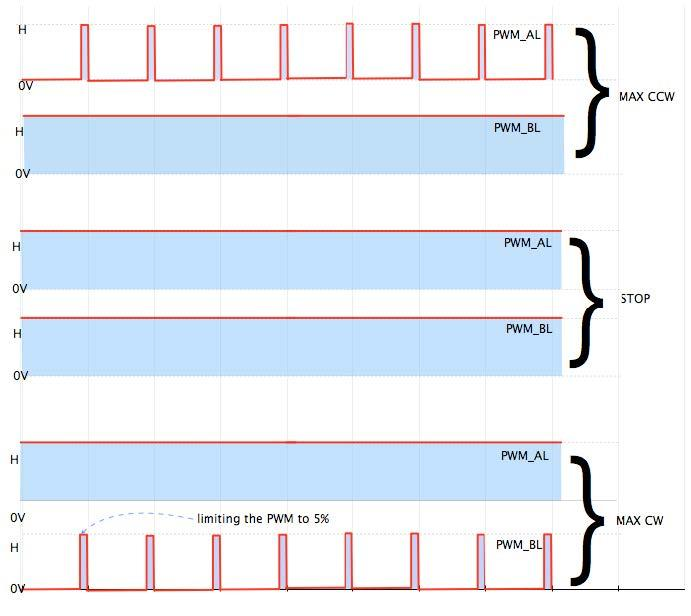 H
PWM_AL
0V
MAX CCW
H
PWM_BL
0V
H
PWM_AL
0V
STOP
H
PWM_BL
0V
H
PWM_AL
0V
limiting the PWM to 5%
MAX CW
H
PWM_BL
0V